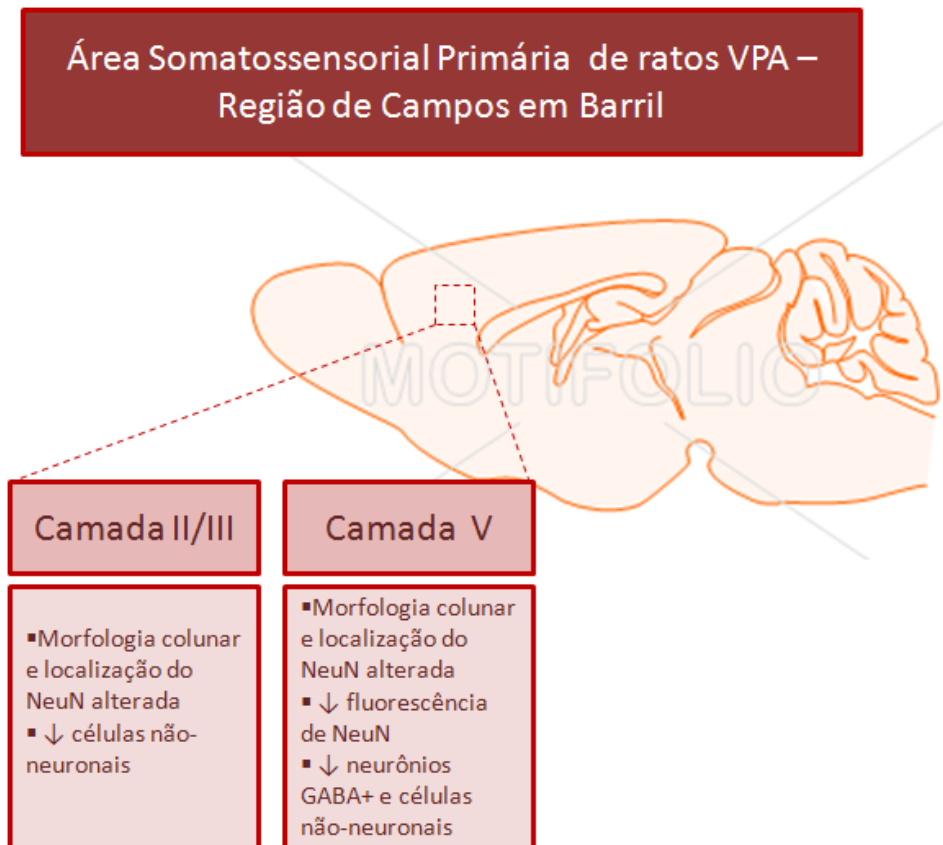 Área Somatossensorial Primária de ratos VPA –
Região de Campos em Barril
MOTIFOLIO
Camada II/III
▪Morfologia colunar
e localização do
NeuN alterada
▪ ↓ células não-
neuronais
Camada V
▪Morfologia colunar
e localização do
NeuN alterada
▪ ↓ fluorescência
de NeuN
▪ ↓ neurônios
GABA+ e células
não-neuronais